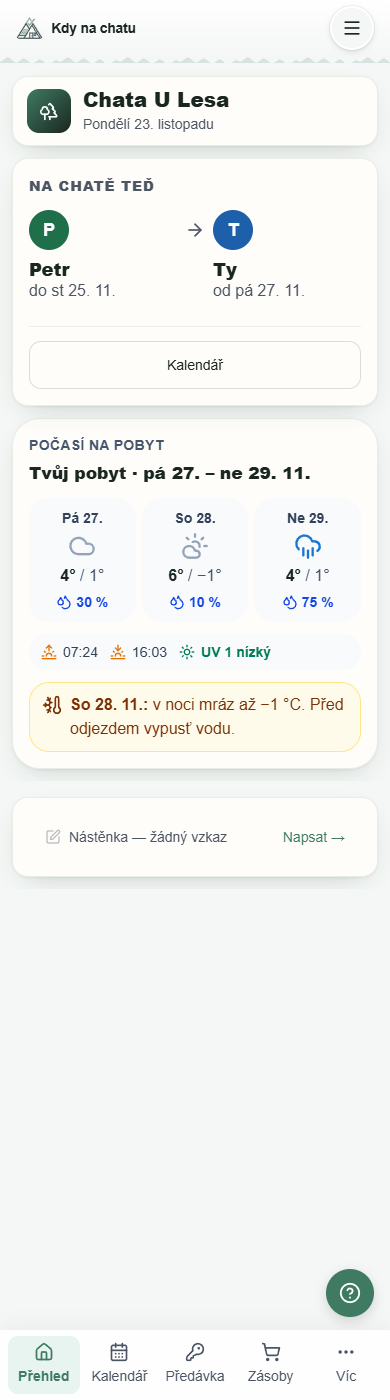 Kdy na chatu
Chata U Lesa
Pondělí 23. listopadu
NA CHATĚ TEĎ
P
T
Petr
Ty
do st 25. 11.
od pá 27. 11.
Kalendář
POČASÍ NA POBYT
Tvůj pobyt · pá 27. – ne 29. 11.
Pá 27.
So 28.
Ne 29.
4° / 1°
6° / −1°
4° / 1°
30 %
10 %
75 %
07:24
16:03
UV 1 nízký
So 28. 11.: v noci mráz až −1 °C. Před
odjezdem vypusť vodu.
Nástěnka — žádný vzkaz
Napsat →
Přehled
Kalendář
Předávka
Zásoby
Víc